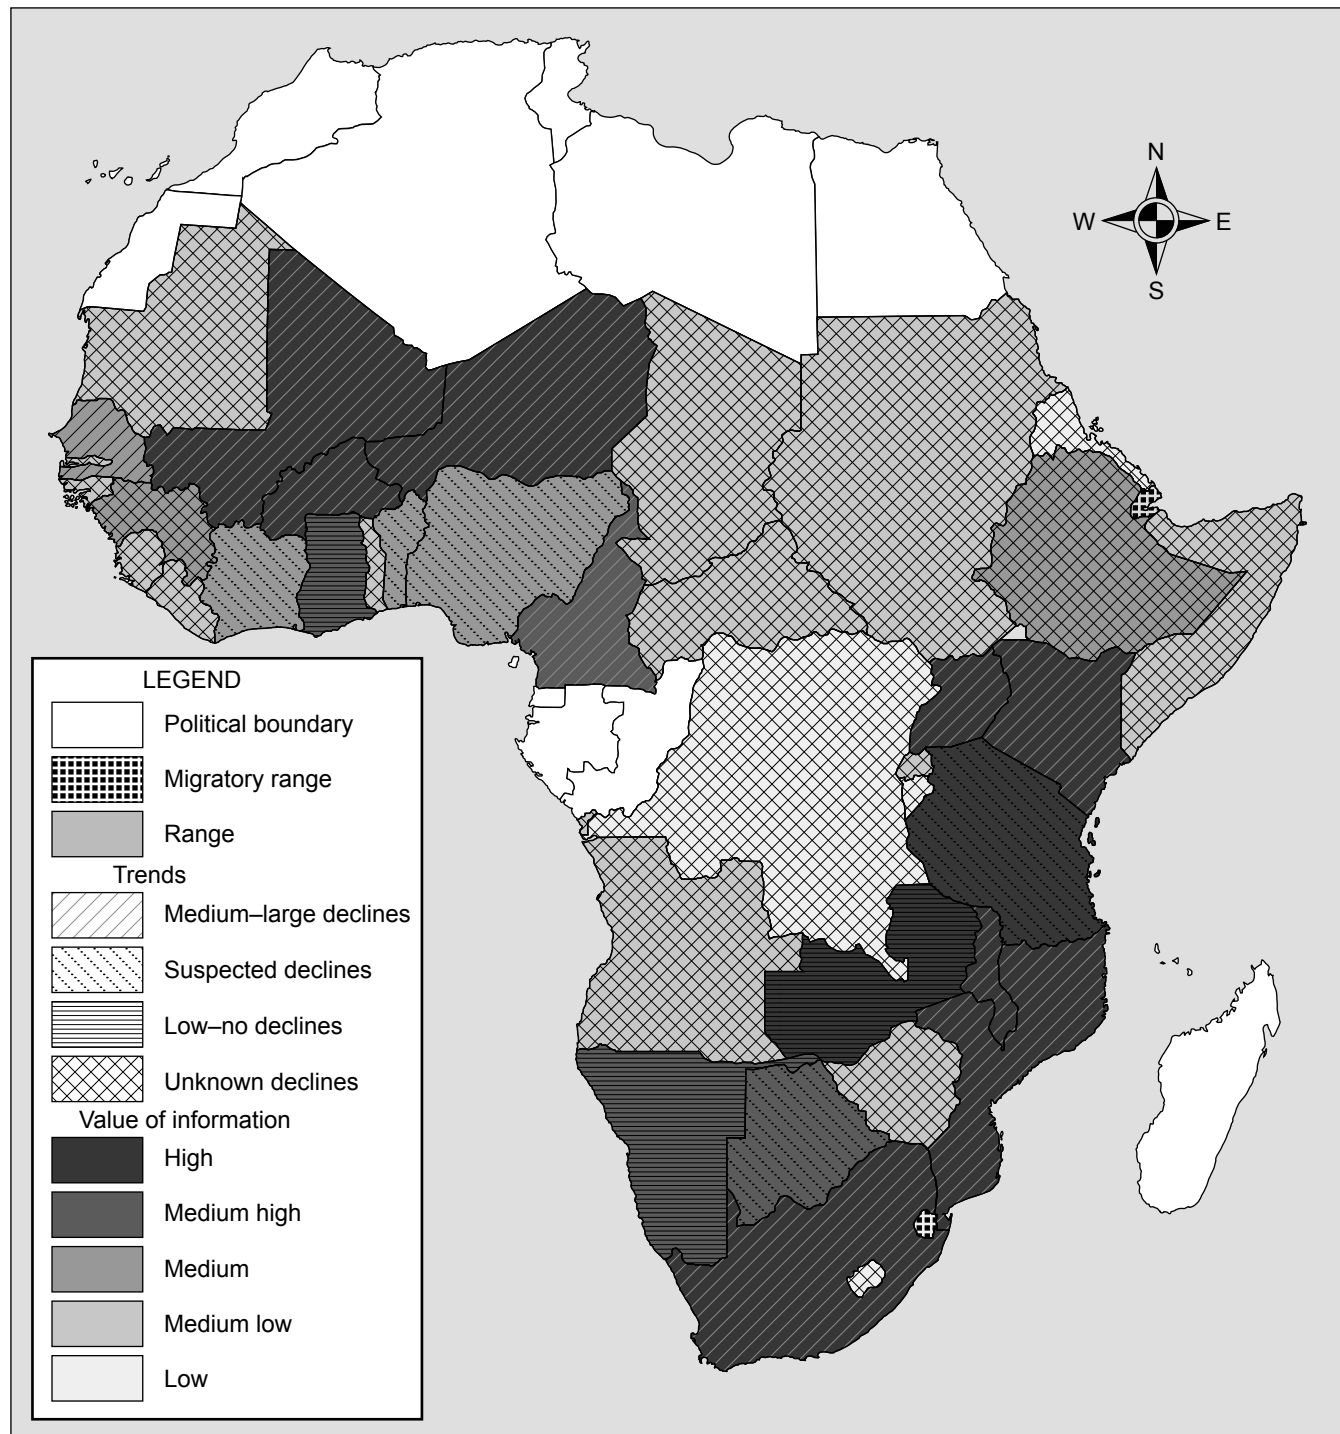 N
W E
S
LEGEND
Political boundary
Migratory range
Range
Trends
Medium–large declines
Suspected declines
Low–no declines
Unknown declines
Value of information
High
Medium high
Medium
Medium low
Low